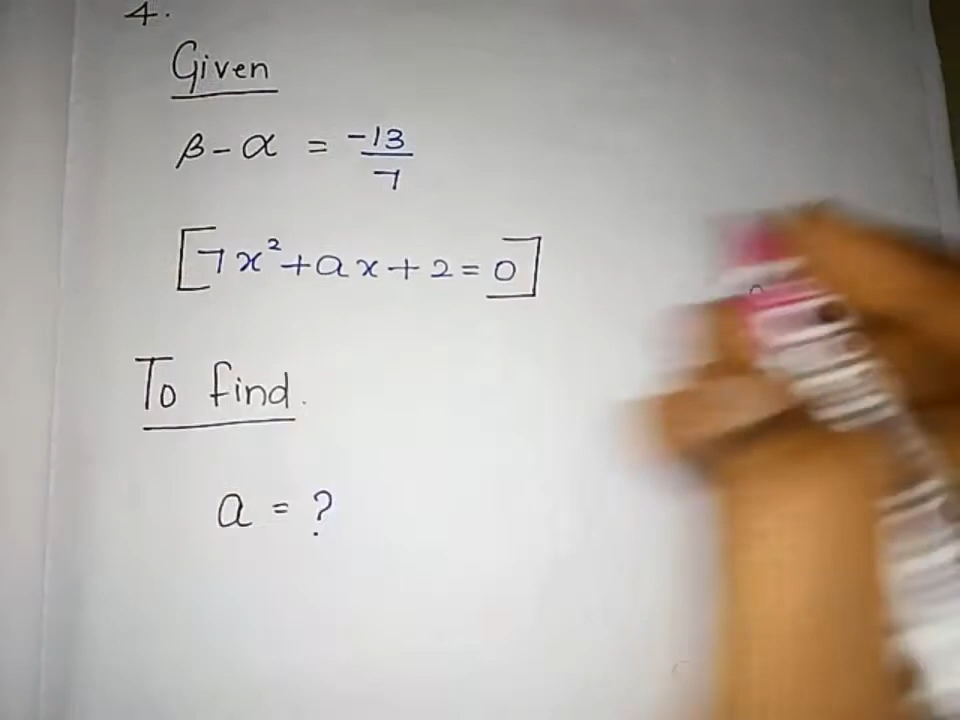 4.
Given
β - α = -13/7
[7x² + ax + 2 = 0]
To find.
a = ?